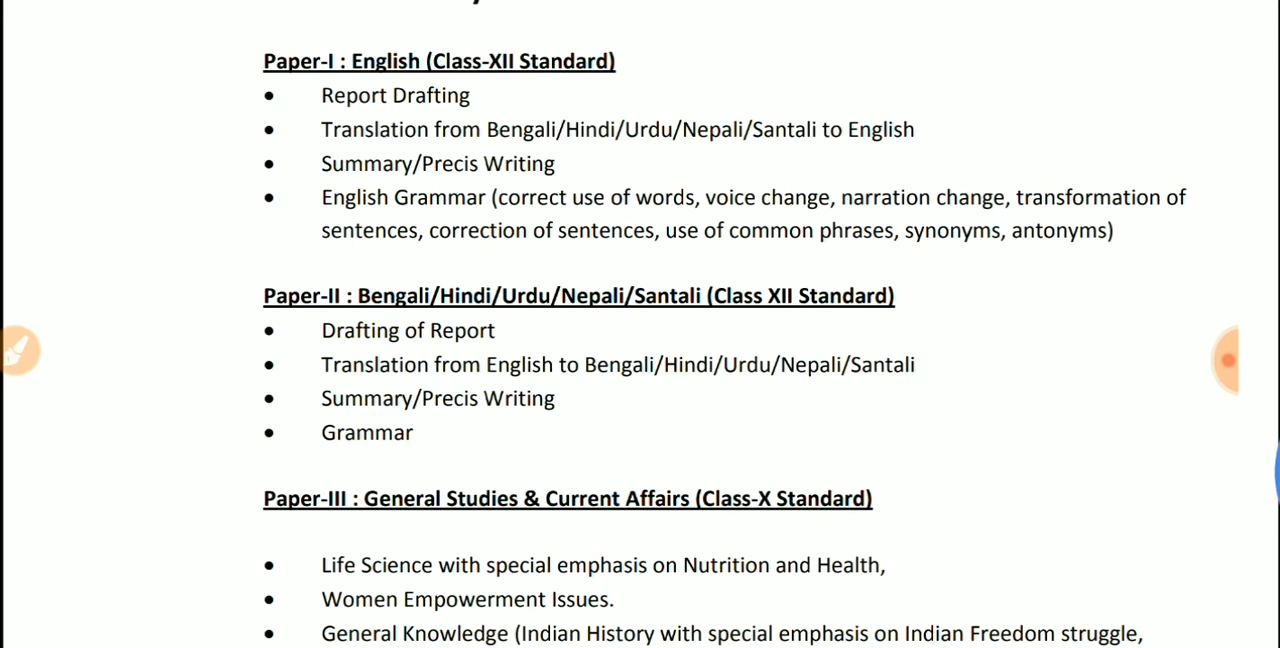 Paper-I : English (Class-XII Standard)
• Report Drafting
• Translation from Bengali/Hindi/Urdu/Nepali/Santali to English
• Summary/Precis Writing
• English Grammar (correct use of words, voice change, narration change, transformation of
sentences, correction of sentences, use of common phrases, synonyms, antonyms)
Paper-II : Bengali/Hindi/Urdu/Nepali/Santali (Class XII Standard)
• Drafting of Report
• Translation from English to Bengali/Hindi/Urdu/Nepali/Santali
• Summary/Precis Writing
• Grammar
Paper-III : General Studies & Current Affairs (Class-X Standard)
• Life Science with special emphasis on Nutrition and Health,
• Women Empowerment Issues.
• General Knowledge (Indian History with special emphasis on Indian Freedom struggle,